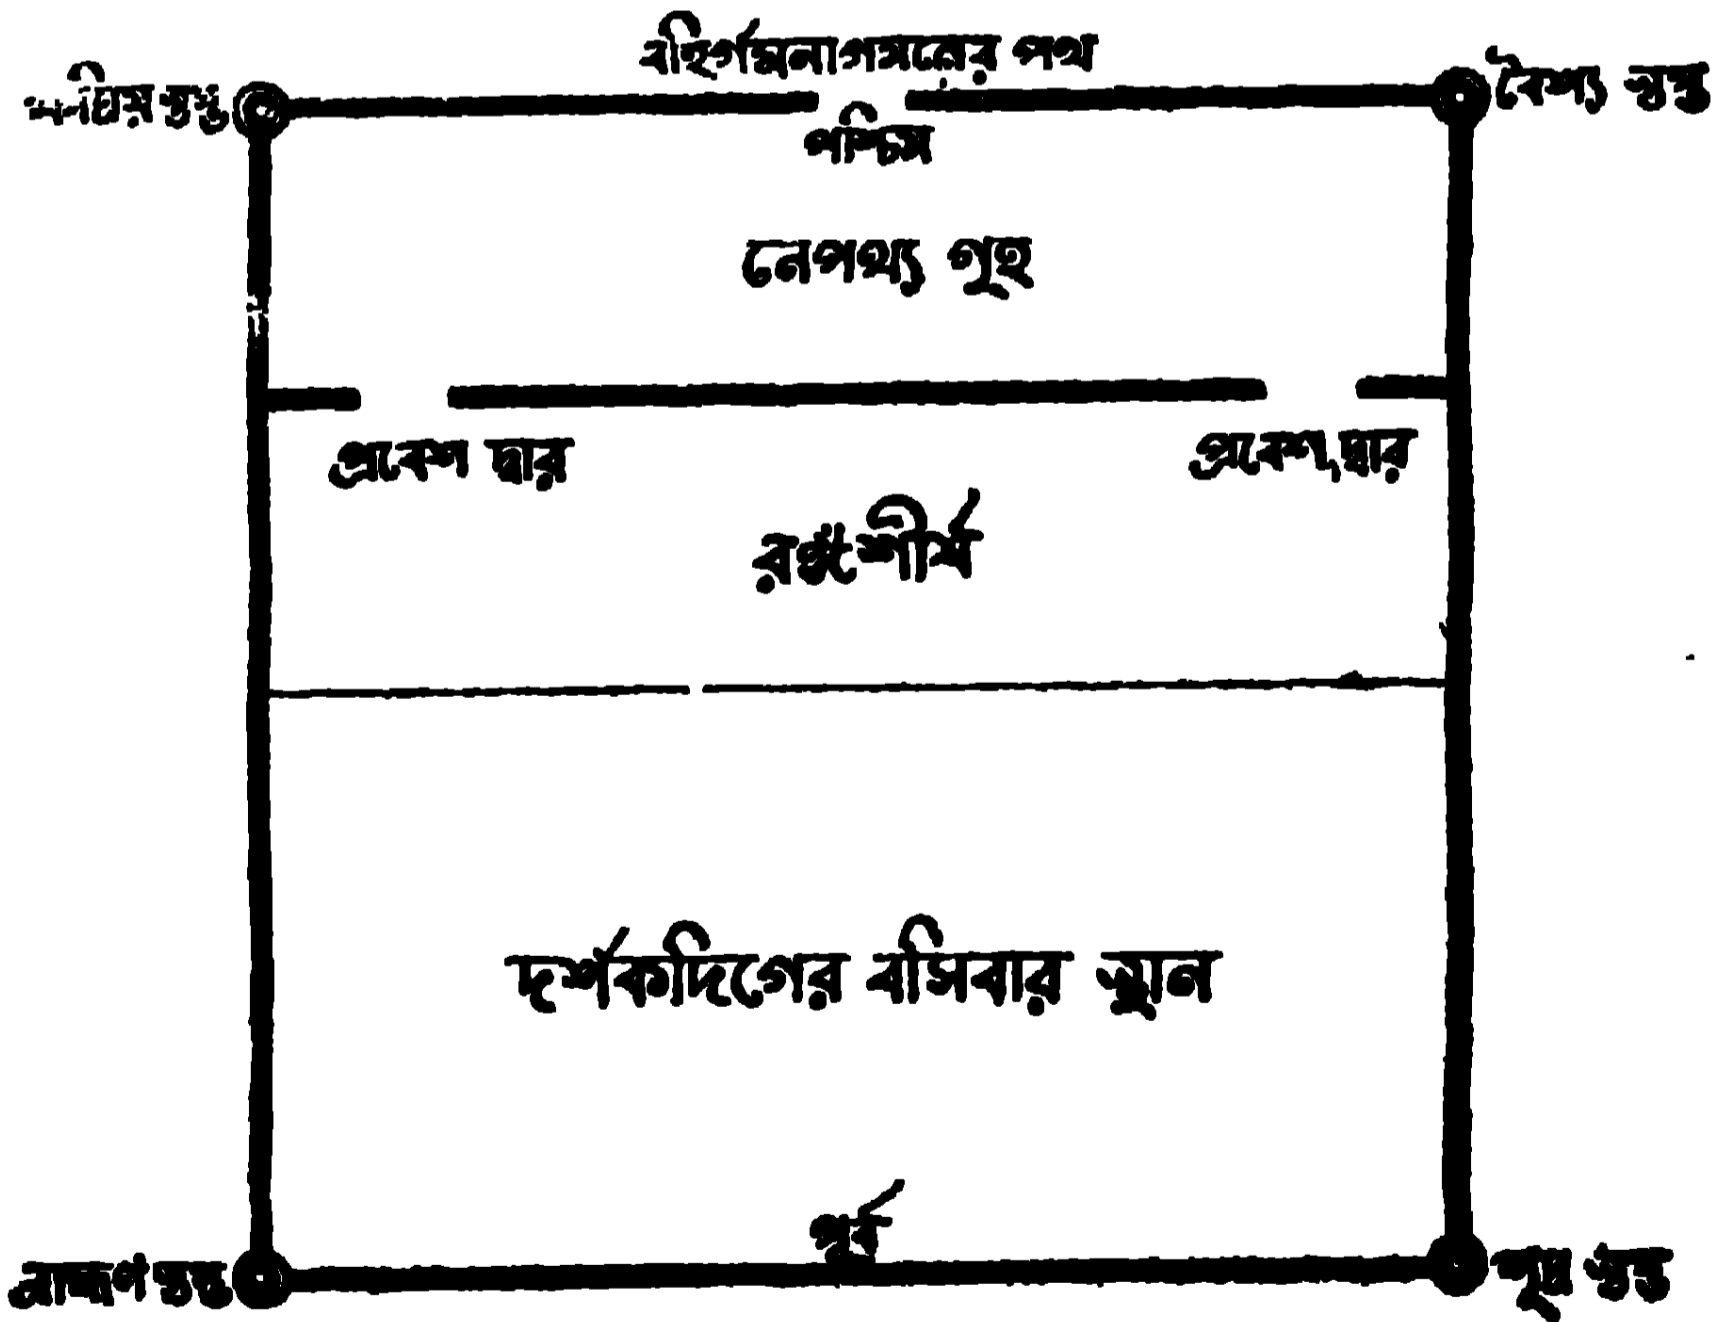 বহির্গমনাগমনের পথ
ক্ষত্রিয় স্তম্ভ
বৈশ্য স্তম্ভ
পশ্চিম
নেপথ্য গৃহ
প্রবেশ দ্বার
প্রবেশ দ্বার
রঙ্গশীর্ষ
দর্শকদিগের বসিবার স্থান
পূর্ব
ব্রাহ্মণ স্তম্ভ
শূদ্র স্তম্ভ